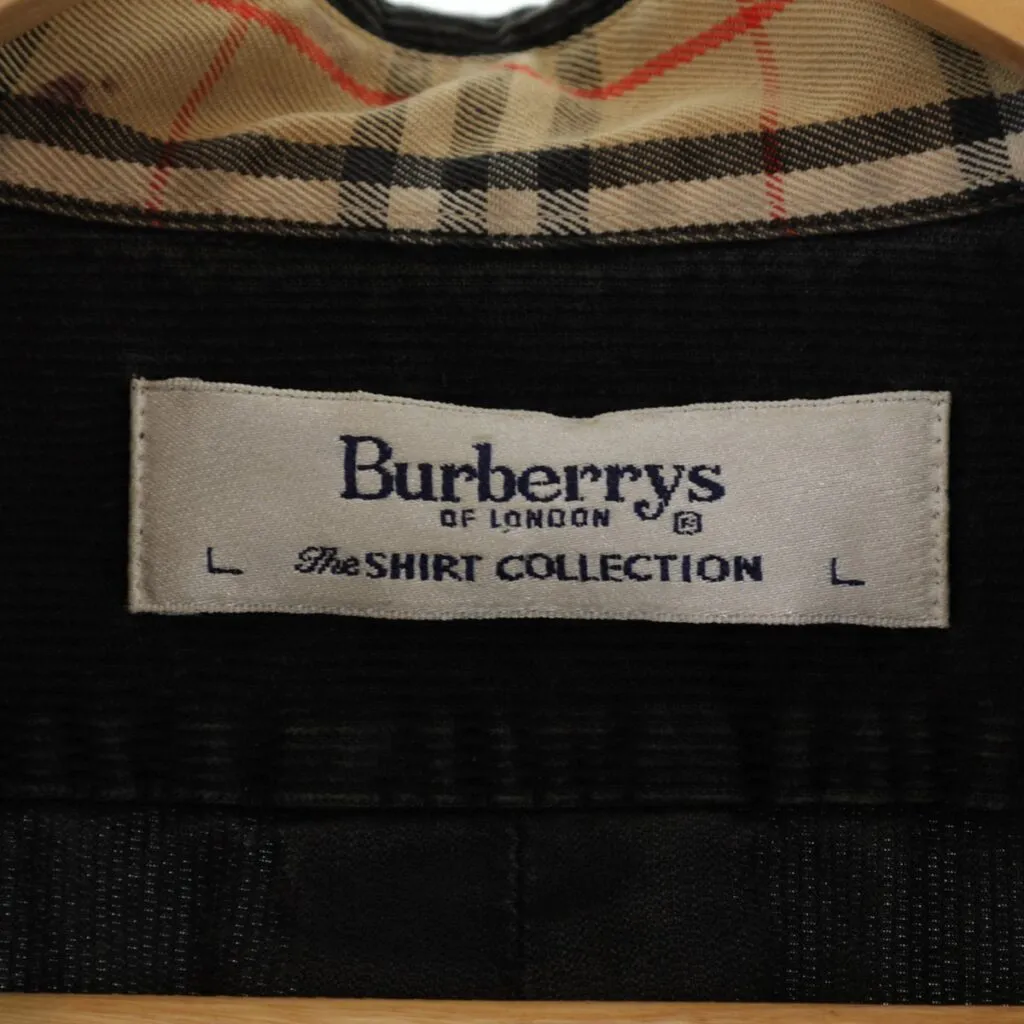 Burberrys
OF LONDON ®
L The SHIRT COLLECTION L